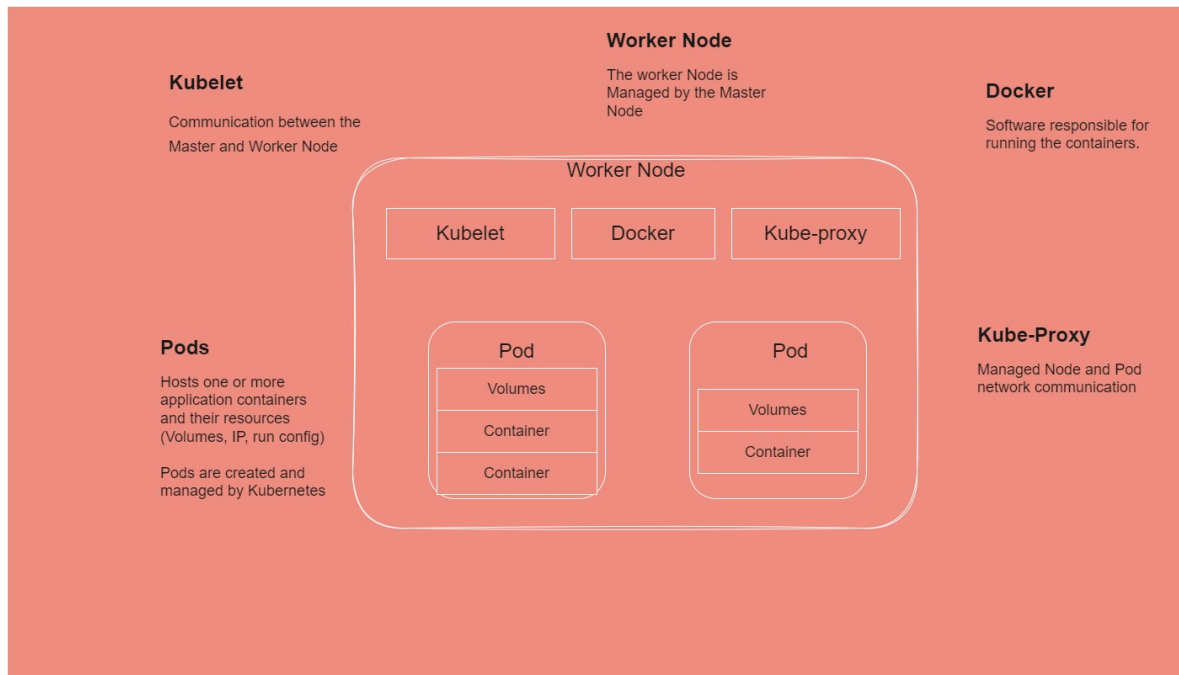 Worker Node
The worker Node is
Managed by the Master
Node
Kubelet
Communication between the
Master and Worker Node
Docker
Software responsible for
running the containers.
Worker Node
Kubelet
Docker
Kube-proxy
Pods
Hosts one or more
application containers
and their resources
(Volumes, IP, run config)
Pods are created and
managed by Kubernetes
Pod
Volumes
Container
Container
Pod
Volumes
Container
Kube-Proxy
Managed Node and Pod
network communication